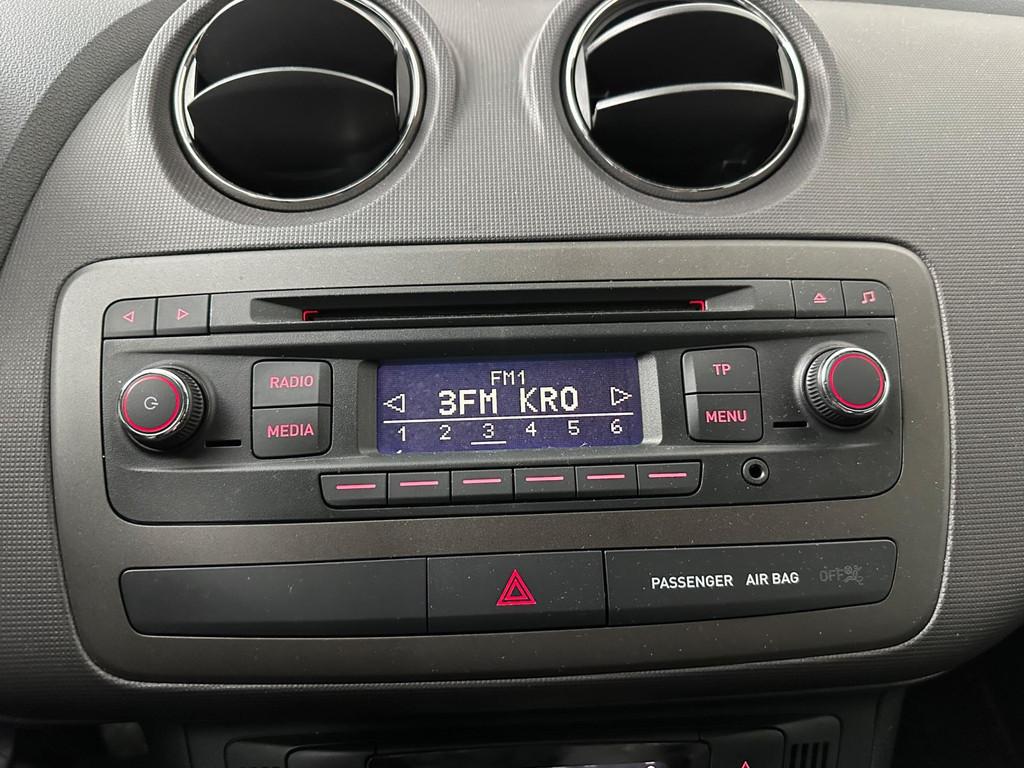 RADIO
MEDIA
FM1
3FM KRO
1 2 3 4 5 6
TP
MENU
PASSENGER AIR BAG OFF